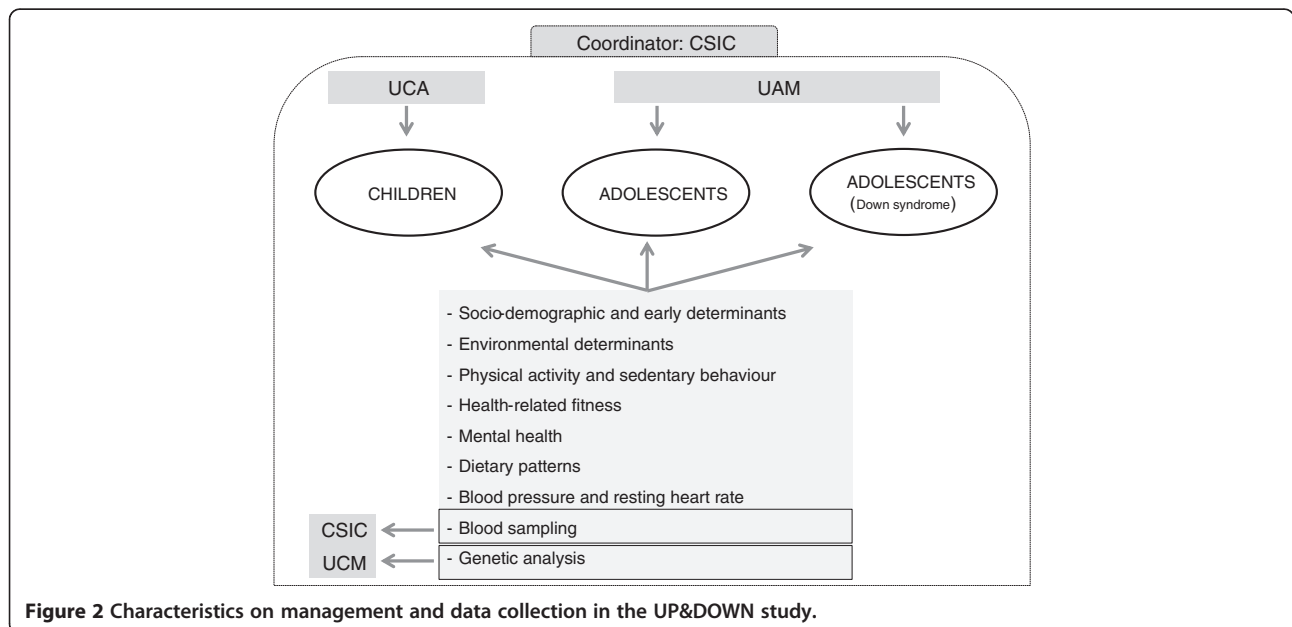 Coordinator: CSIC
UCA
UAM
CHILDREN
ADOLESCENTS
ADOLESCENTS
(Down syndrome)
- Socio-demographic and early determinants
- Environmental determinants
- Physical activity and sedentary behaviour
- Health-related fitness
- Mental health
- Dietary patterns
- Blood pressure and resting heart rate
CSIC
- Blood sampling
UCM
- Genetic analysis
Figure 2 Characteristics on management and data collection in the UP&DOWN study.